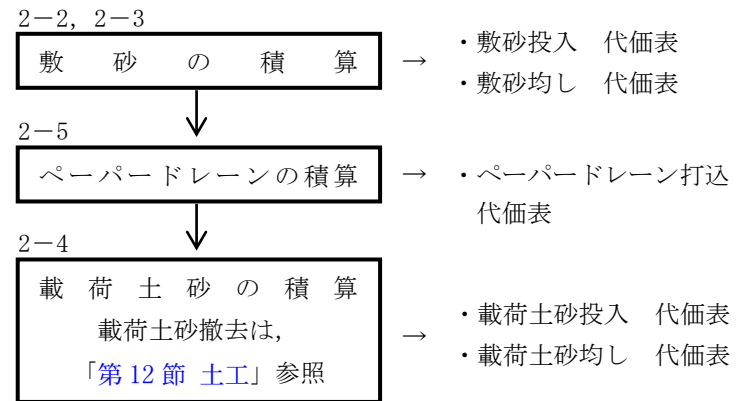 2－2, 2－3
敷砂の積算
→
・敷砂投入　代価表
・敷砂均し　代価表
2－5
ペーパードレーンの積算
→
・ペーパードレーン打込
代価表
2－4
載荷土砂の積算
載荷土砂撤去は,
「第12節 土工」参照
→
・載荷土砂投入　代価表
・載荷土砂均し　代価表